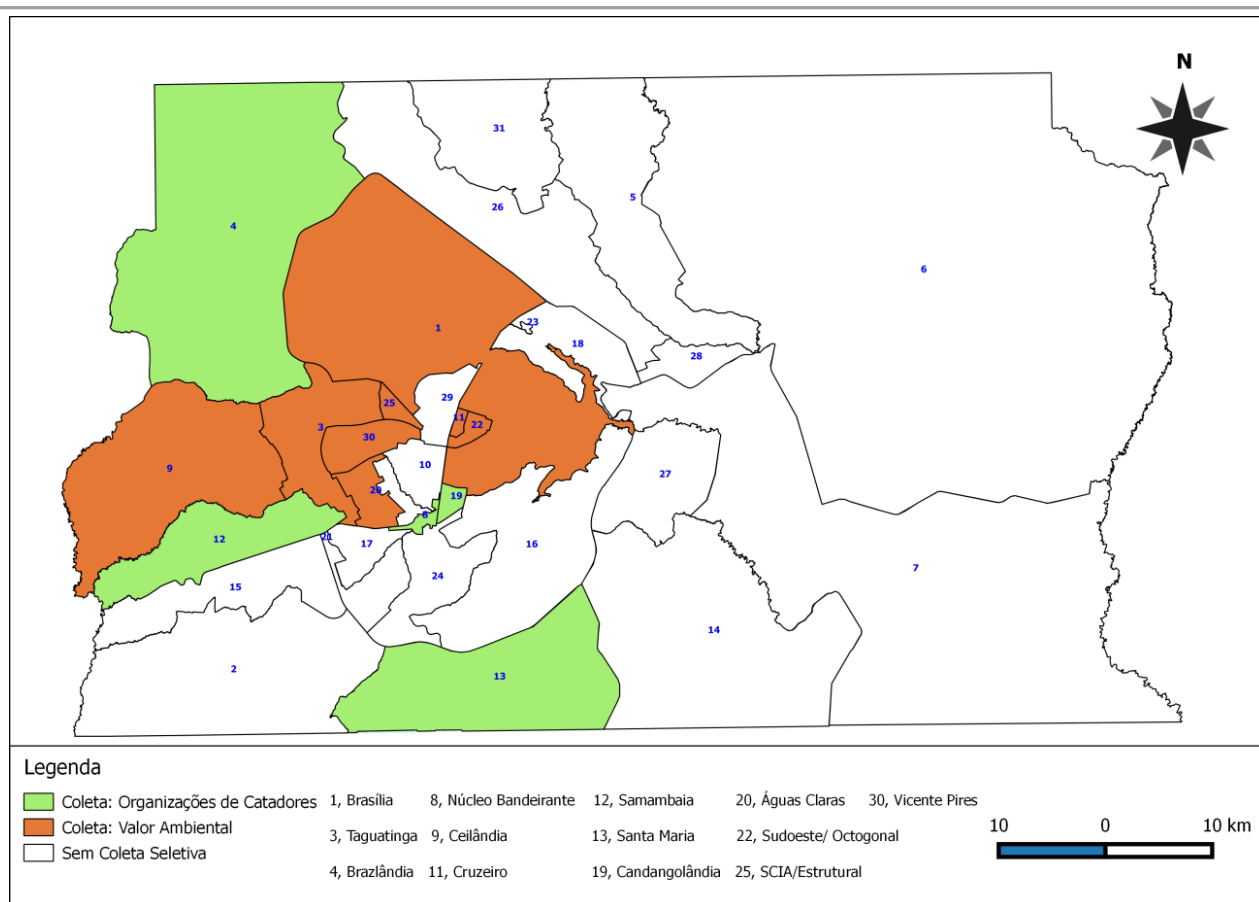 N
31
5
26
4
6
23
1
18
28
29
25
11
22
3
30
9
10
27
20
19
8
12
21
17
16
24
7
15
14
2
13
Legenda
Coleta: Organizações de Catadores
Coleta: Valor Ambiental
Sem Coleta Seletiva
1, Brasília
8, Núcleo Bandeirante
12, Samambaia
20, Águas Claras
30, Vicente Pires
3, Taguatinga
9, Ceilândia
13, Santa Maria
22, Sudoeste/ Octogonal
4, Brazlândia
11, Cruzeiro
19, Candangolândia
25, SCIA/Estrutural
10 0 10 km